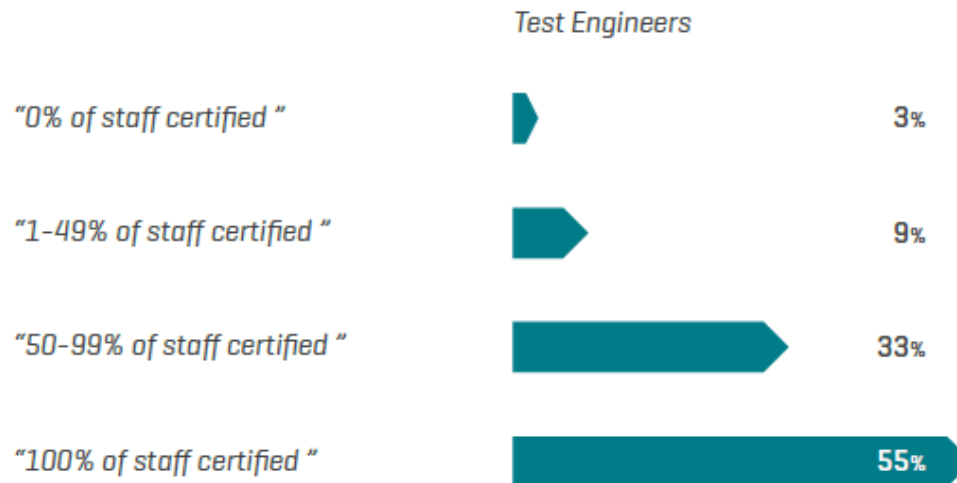 Test Engineers
“0% of staff certified ” 3%
“1-49% of staff certified ” 9%
“50-99% of staff certified ” 33%
“100% of staff certified ” 55%